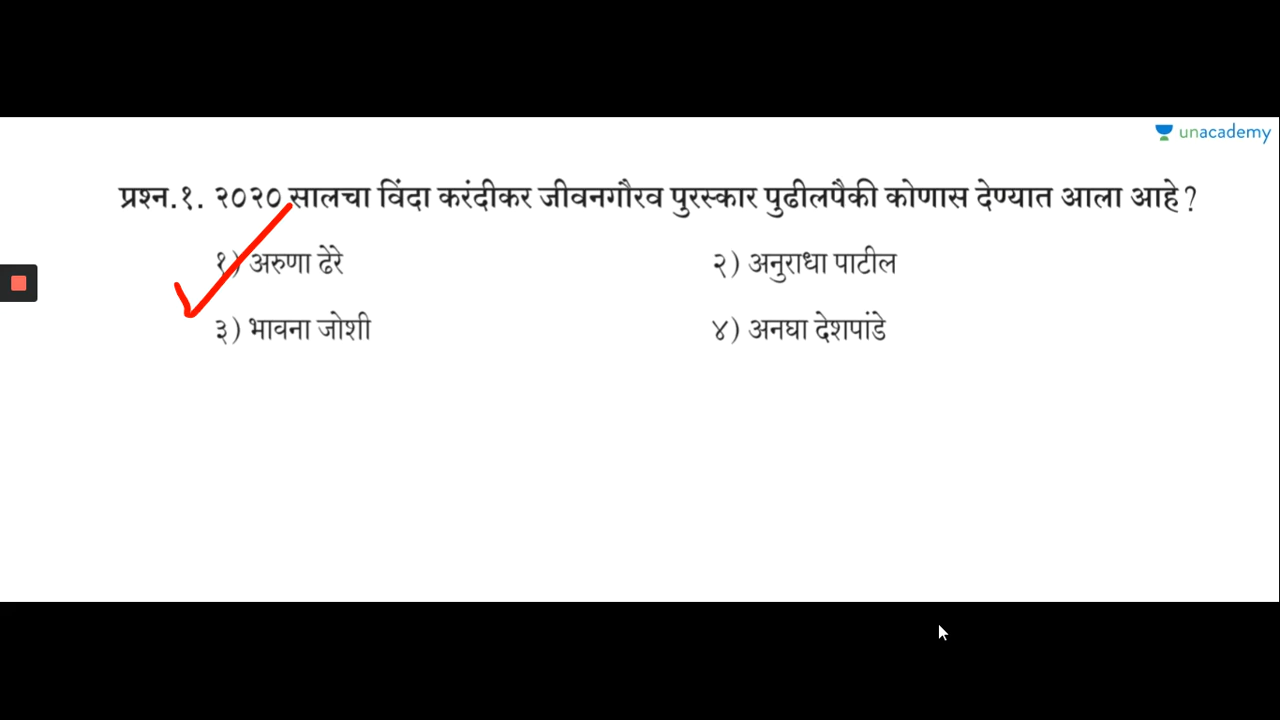 unacademy
प्रश्न.१. २०२० सालचा विंदा करंदीकर जीवनगौरव पुरस्कार पुढीलपैकी कोणास देण्यात आला आहे?
१) अरुणा ढेरे २) अनुराधा पाटील
३) भावना जोशी ४) अनघा देशपांडे